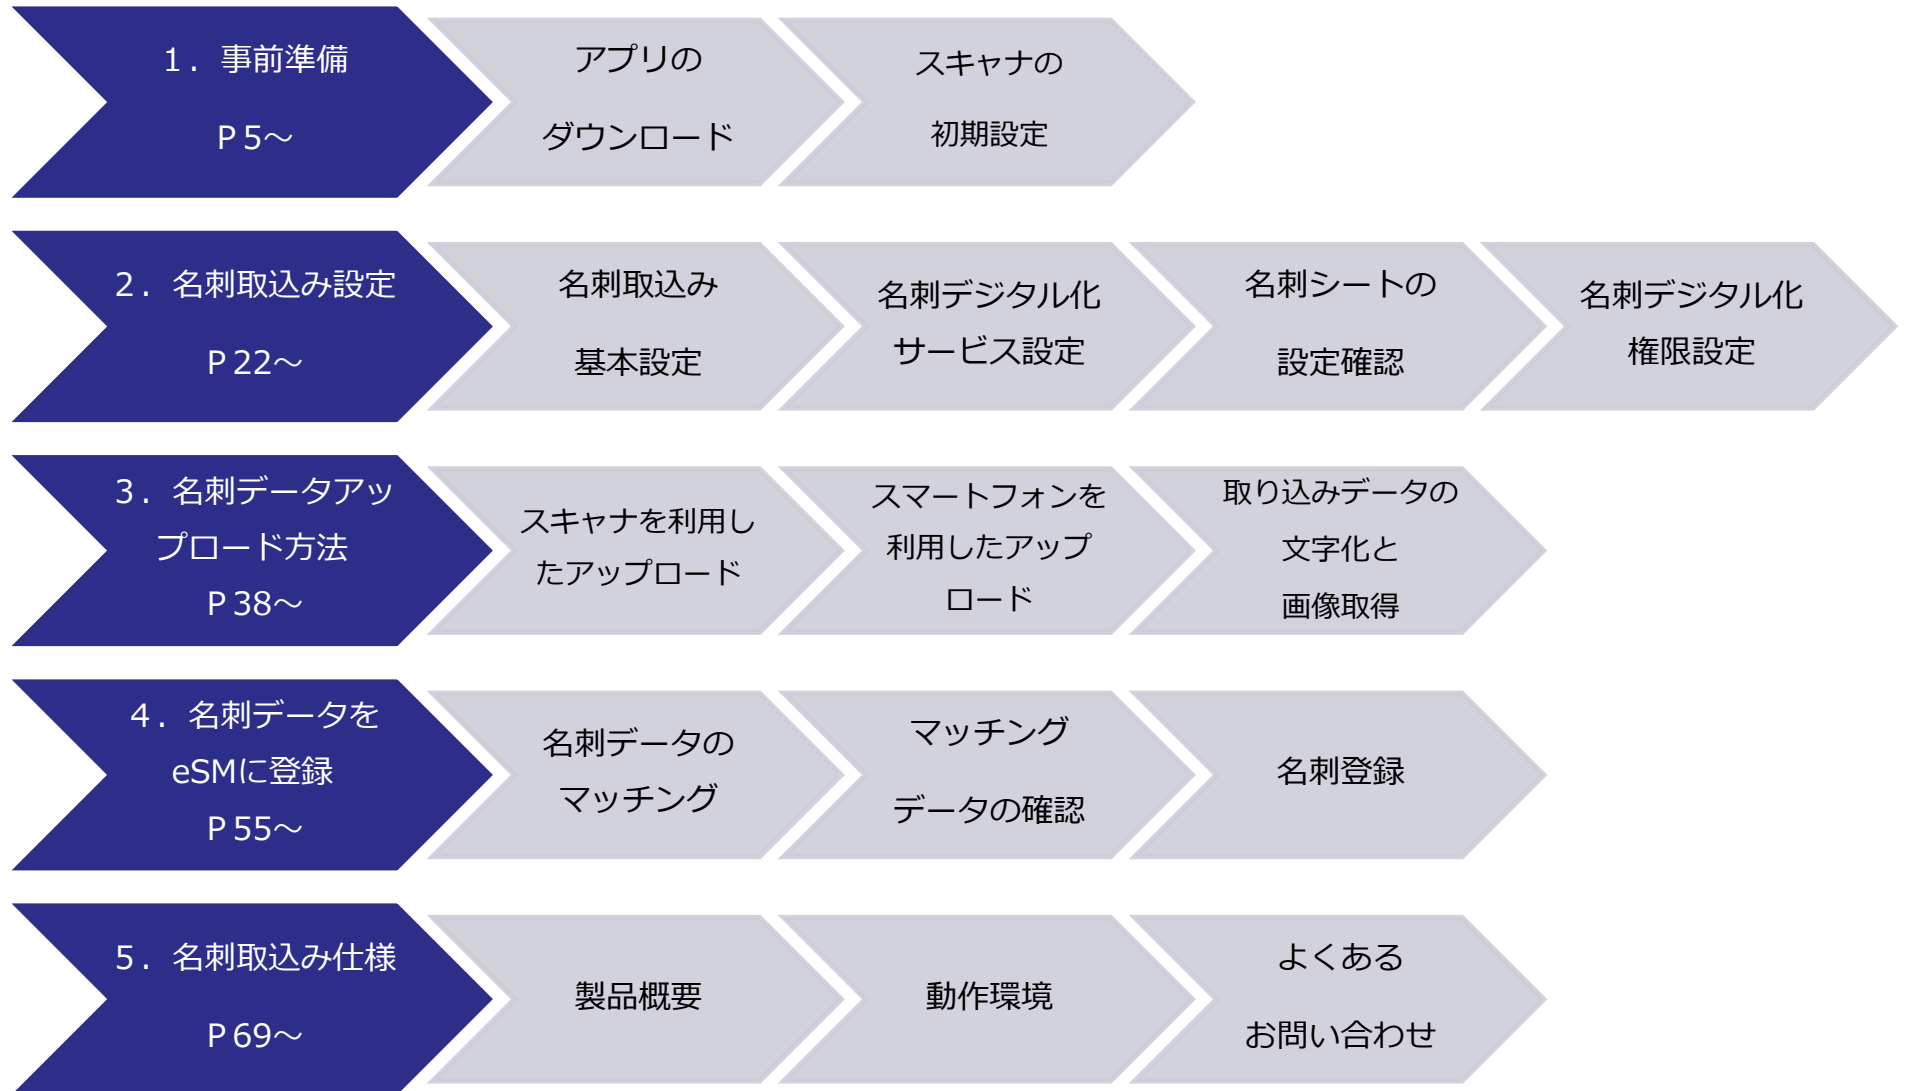 １．事前準備
Ｐ5～
アプリの
ダウンロード
スキャナの
初期設定
２．名刺取込み設定
Ｐ22～
名刺取込み
基本設定
名刺デジタル化
サービス設定
名刺シートの
設定確認
名刺デジタル化
権限設定
３．名刺データアッ
プロード方法
Ｐ38～
スキャナを利用し
たアップロード
スマートフォンを
利用したアップ
ロード
取り込みデータの
文字化と
画像取得
４．名刺データを
eSMに登録
Ｐ55～
名刺データの
マッチング
マッチング
データの確認
名刺登録
５．名刺取込み仕様
Ｐ69～
製品概要
動作環境
よくある
お問い合わせ